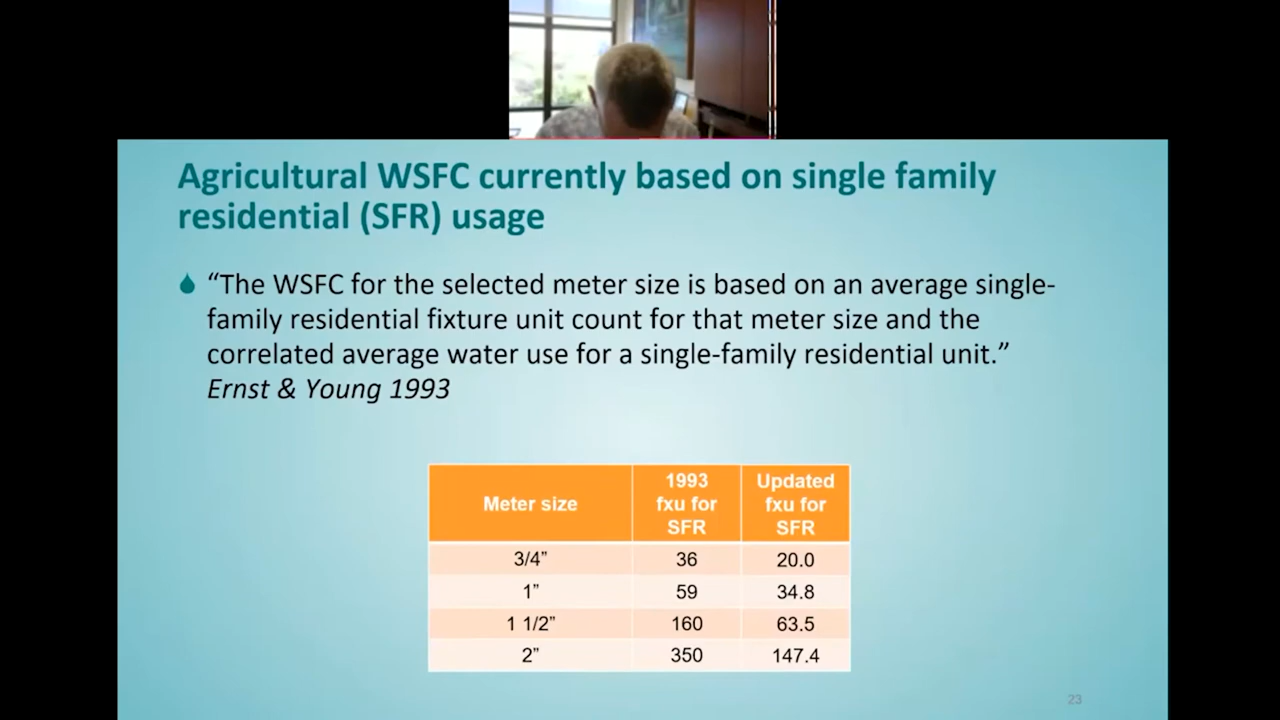 Agricultural WSFC currently based on single family
residential (SFR) usage
“The WSFC for the selected meter size is based on an average single-
family residential fixture unit count for that meter size and the
correlated average water use for a single-family residential unit.”
Ernst & Young 1993
Meter size
1993
fxu for
SFR
Updated
fxu for
SFR
3/4” 36 20.0
1” 59 34.8
1 1/2” 160 63.5
2” 350 147.4
23